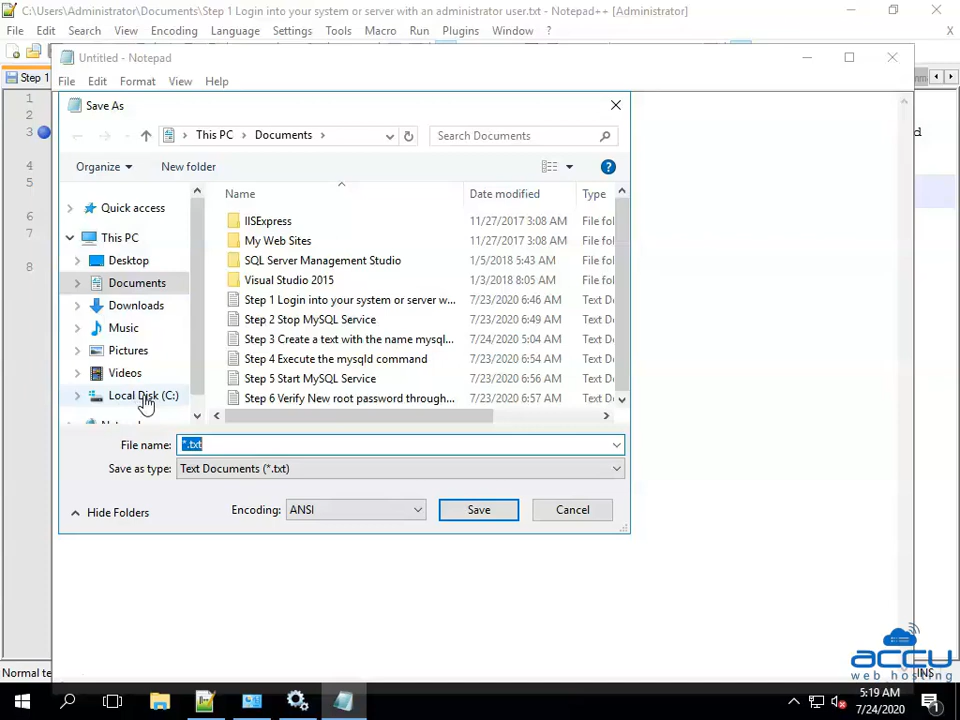 C:\Users\Administrator\Documents\Step 1 Login into your system or server with an administrator user.txt - Notepad++ [Administrator]
File Edit Search View Encoding Language Settings Tools Macro Run Plugins Window ? X
Untitled - Notepad
Step 1
File Edit Format View Help
Save As
1
2
3
4
5
6
7
8
This PC Documents
Search Documents
Organize New folder
Name Date modified Type
Quick access
This PC
Desktop
Documents
Downloads
Music
Pictures
Videos
Local Disk (C:)
IISExpress 11/27/2017 3:08 AM File fol
My Web Sites 11/27/2017 3:08 AM File fol
SQL Server Management Studio 1/5/2018 5:43 AM File fol
Visual Studio 2015 1/3/2018 8:05 AM File fol
Step 1 Login into your system or server w... 7/23/2020 6:46 AM Text D
Step 2 Stop MySQL Service 7/23/2020 6:49 AM Text D
Step 3 Create a text with the name mysql... 7/24/2020 5:04 AM Text D
Step 4 Execute the mysqld command 7/23/2020 6:54 AM Text D
Step 5 Start MySQL Service 7/23/2020 6:56 AM Text D
Step 6 Verify New root password through... 7/23/2020 6:57 AM Text D
File name: *.txt
Save as type: Text Documents (*.txt)
Hide Folders Encoding: ANSI Save Cancel
accu
web hosting
Normal te
INS
5:19 AM
7/24/2020
1